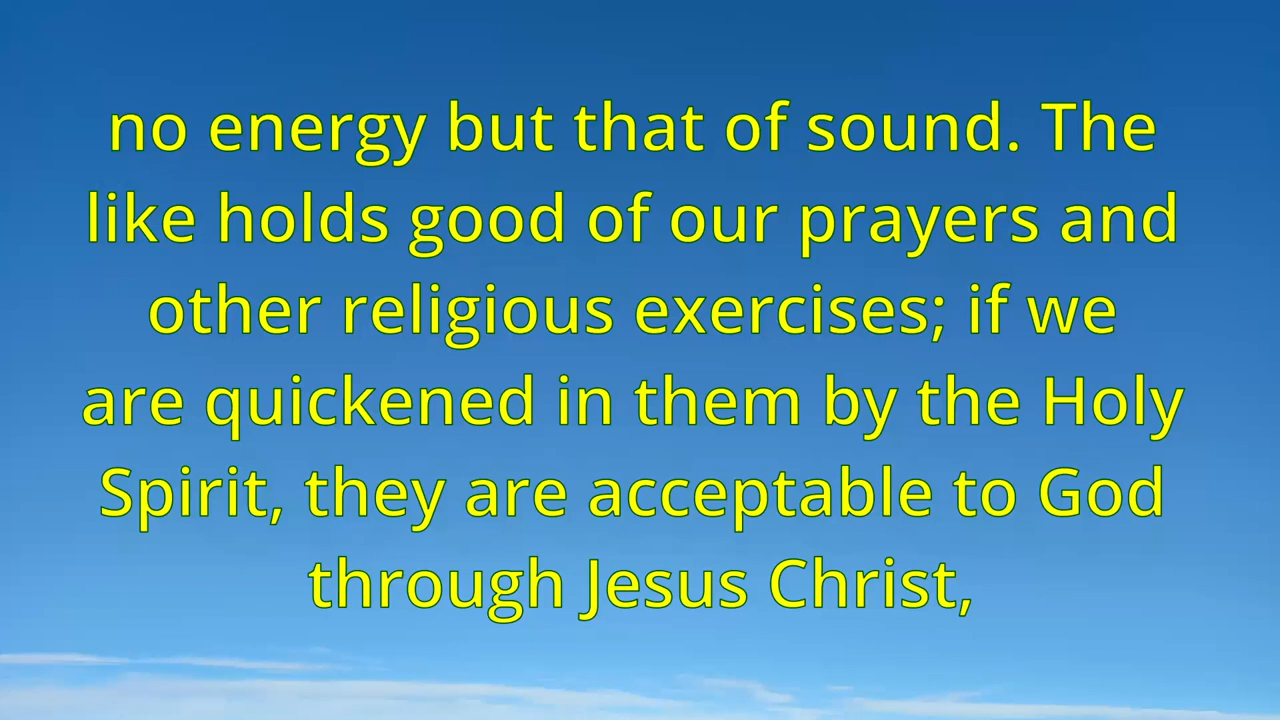 no energy but that of sound. The
like holds good of our prayers and
other religious exercises; if we
are quickened in them by the Holy
Spirit, they are acceptable to God
through Jesus Christ,